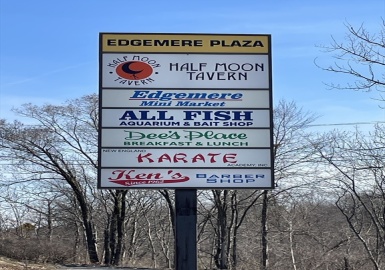 EDGEMERE PLAZA
HALF MOON TAVERN
HALF MOON
TAVERN
Edgemere
Mini Market
ALL FISH
AQUARIUM & BAIT SHOP
Dee's Place
BREAKFAST & LUNCH
NEW ENGLAND
KARATE
ACADEMY, INC.
Ken's
BARBER
SHOP